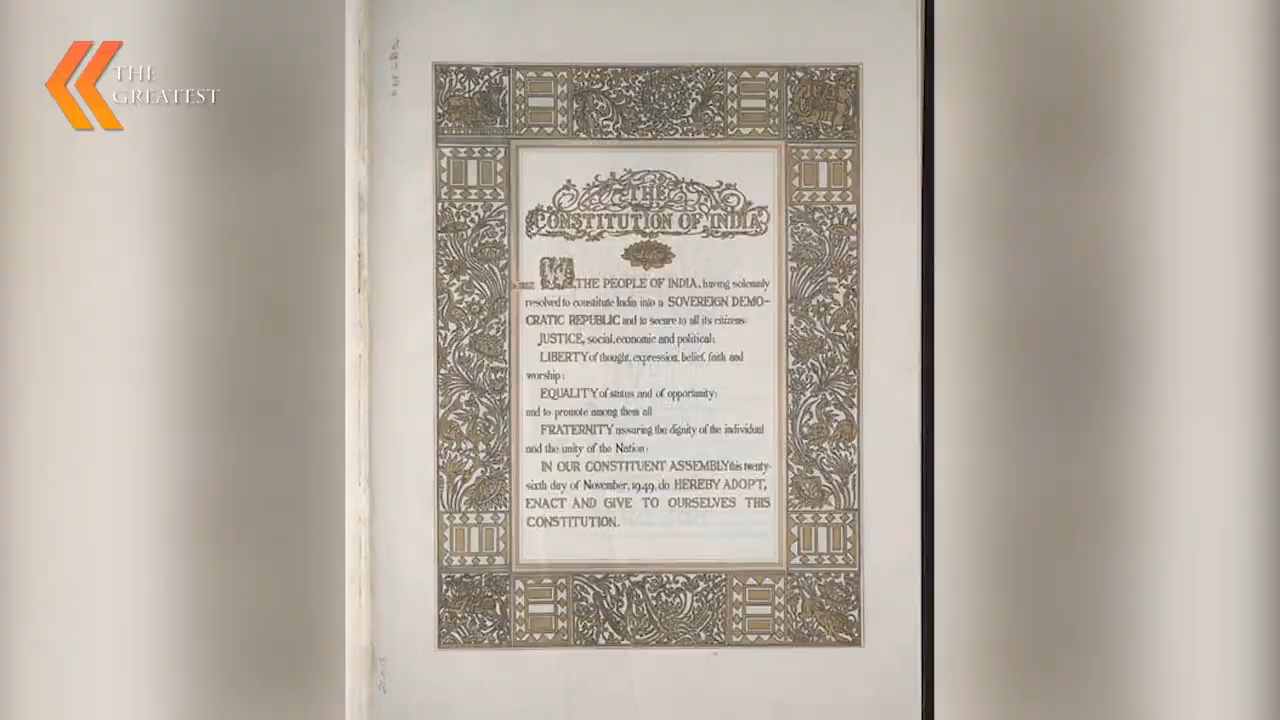 THE
GREATEST
THE
CONSTITUTION OF INDIA
WE, THE PEOPLE OF INDIA, having solemnly
resolved to constitute India into a SOVEREIGN DEMO-
CRATIC REPUBLIC and to secure to all its citizens:
JUSTICE, social, economic and political;
LIBERTY of thought, expression, belief, faith and
worship;
EQUALITY of status and of opportunity;
and to promote among them all
FRATERNITY assuring the dignity of the individual
and the unity of the Nation;
IN OUR CONSTITUENT ASSEMBLY this twenty-
sixth day of November, 1949, do HEREBY ADOPT,
ENACT AND GIVE TO OURSELVES THIS
CONSTITUTION.